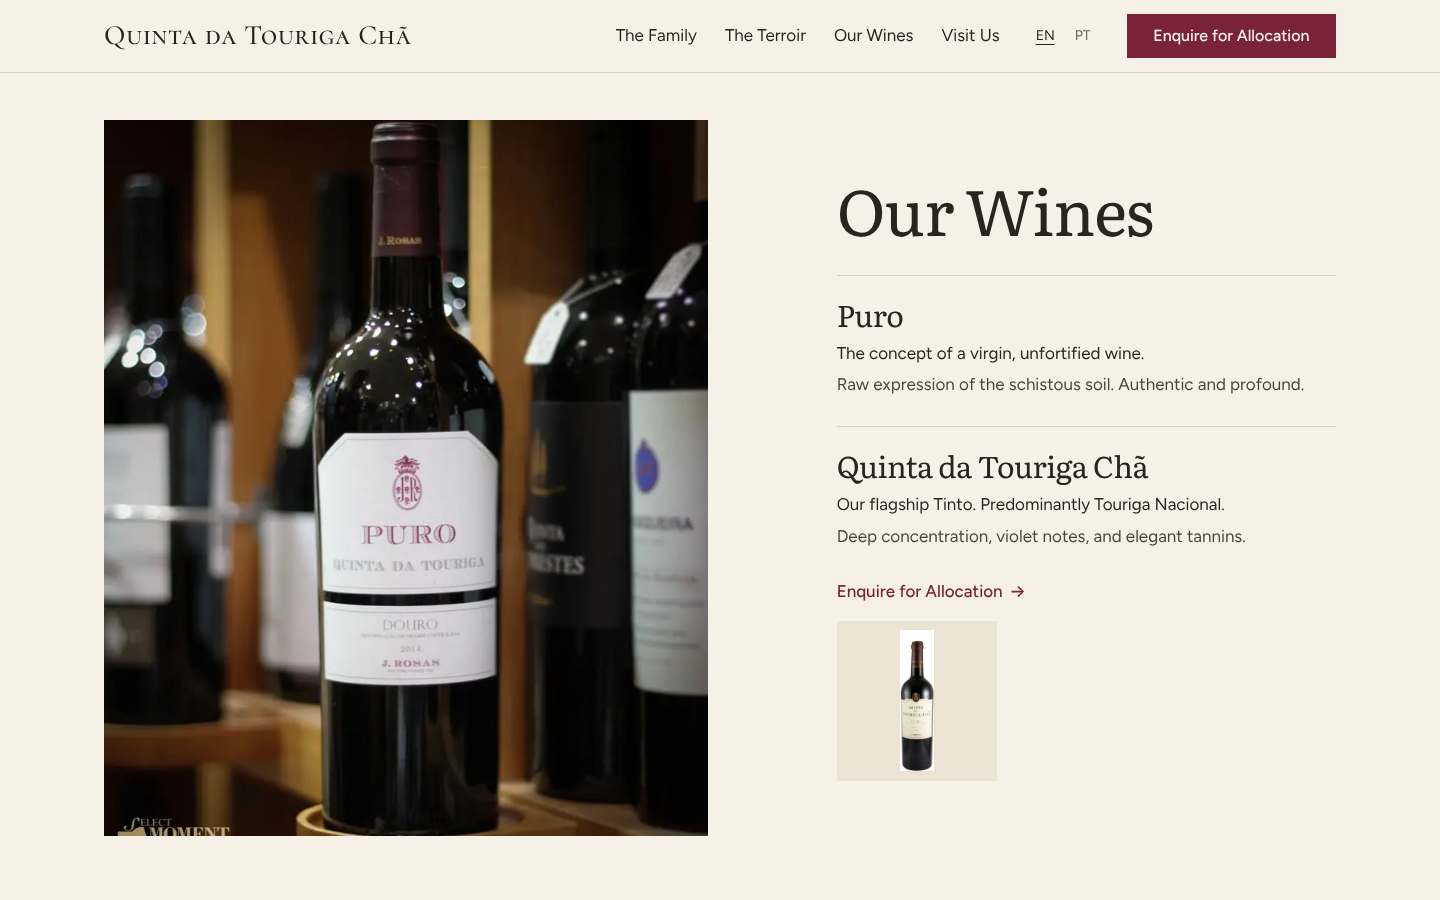 Quinta da Touriga Chã
The Family
The Terroir
Our Wines
Visit Us
EN
PT
Enquire for Allocation
J. Rosas
PURO
QUINTA DA TOURIGA
DOURO
2014
J. ROSAS
SELECT
MOMENT
Our Wines
Puro
The concept of a virgin, unfortified wine.
Raw expression of the schistous soil. Authentic and profound.
Quinta da Touriga Chã
Our flagship Tinto. Predominantly Touriga Nacional.
Deep concentration, violet notes, and elegant tannins.
Enquire for Allocation →